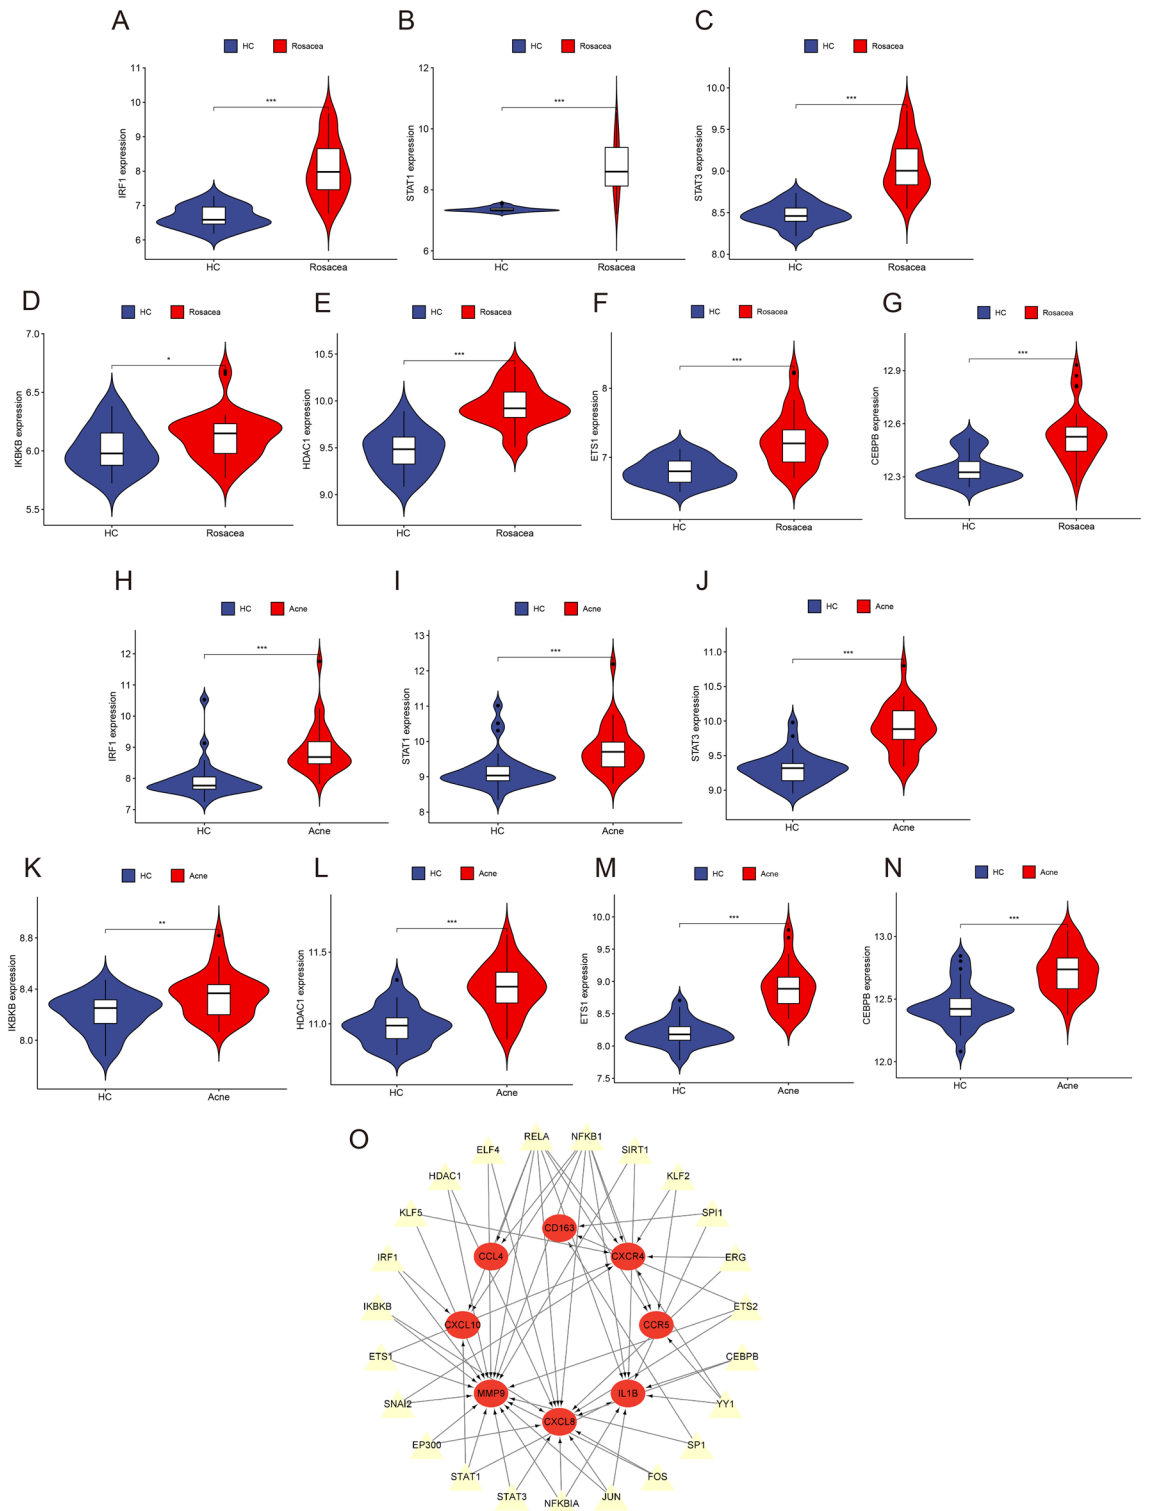 A
B
C
HC Rosacea
HC Rosacea
HC Rosacea
IRF1 expression
11
10
9
8
7
6
***
HC Rosacea
STAT1 expression
12
10
8
6
***
HC Rosacea
STAT3 expression
10.0
9.5
9.0
8.5
8.0
***
HC Rosacea
D
E
F
G
HC Rosacea
HC Rosacea
HC Rosacea
HC Rosacea
IKBKB expression
7.0
6.5
6.0
5.5
*
HC Rosacea
HDAC1 expression
10.5
10.0
9.5
9.0
***
HC Rosacea
ETS1 expression
8
7
***
HC Rosacea
CEBPB expression
12.9
12.6
12.3
***
HC Rosacea
H
I
J
HC Acne
HC Acne
HC Acne
IRF1 expression
12
11
10
9
8
7
***
HC Acne
STAT1 expression
13
12
11
10
9
8
***
HC Acne
STAT3 expression
11.0
10.5
10.0
9.5
9.0
***
HC Acne
K
L
M
N
HC Acne
HC Acne
HC Acne
HC Acne
IKBKB expression
8.8
8.4
8.0
**
HC Acne
HDAC1 expression
11.5
11.0
***
HC Acne
ETS1 expression
10.0
9.5
9.0
8.5
8.0
7.5
***
HC Acne
CEBPB expression
13.0
12.5
12.0
***
HC Acne
O
RELA
NFKB1
ELF4
SIRT1
HDAC1
KLF2
KLF5
SPI1
CD163
IRF1
CCL4
CXCR4
ERG
IKBKB
ETS2
CXCL10
CCR5
ETS1
CEBPB
SNAI2
MMP9
IL1B
YY1
CXCL8
EP300
SP1
STAT1
FOS
STAT3
NFKBIA
JUN